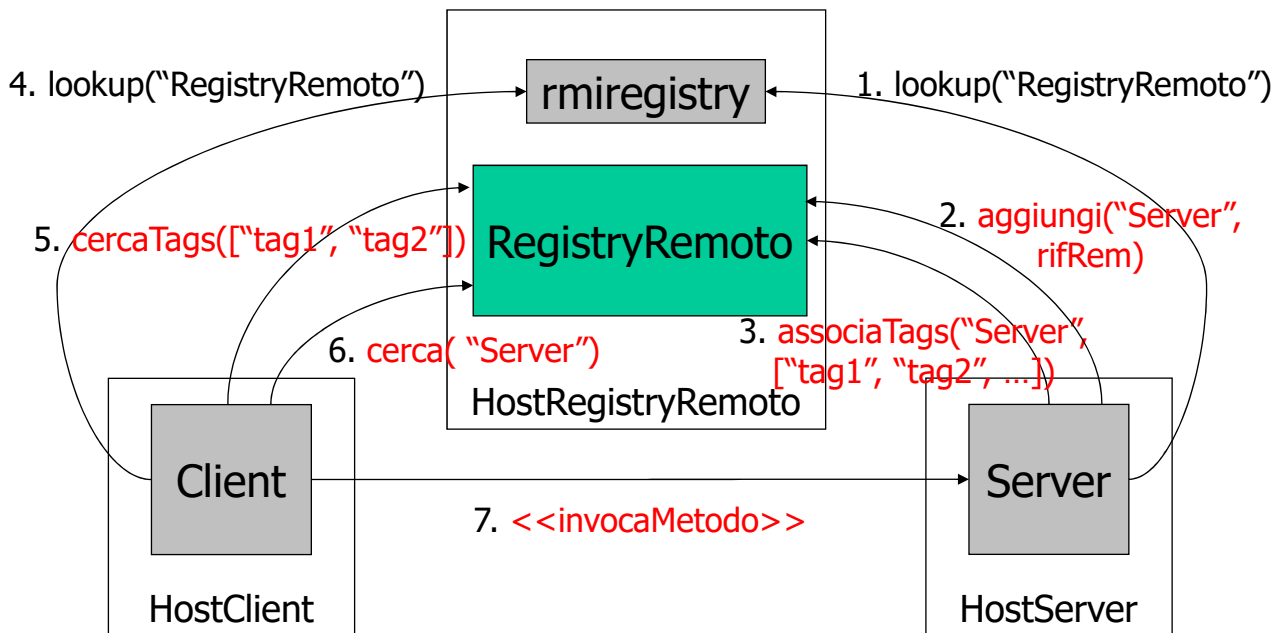 4. lookup(“RegistryRemoto”)
rmiregistry
1. lookup(“RegistryRemoto”)
5. cercaTags([“tag1”, “tag2”])
RegistryRemoto
2. aggiungi(“Server”,
rifRem)
6. cerca( “Server”)
3. associaTags(“Server”,
[“tag1”, “tag2”, …])
HostRegistryRemoto
Client
Server
7. <<invocaMetodo>>
HostClient
HostServer